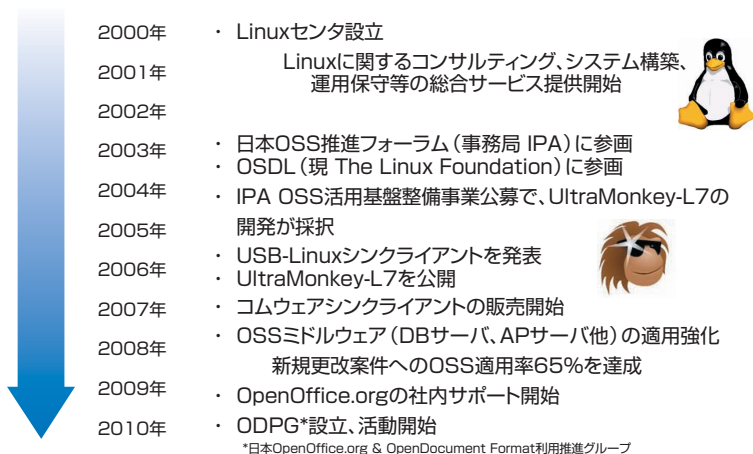 2000年 ・ Linuxセンタ設立
2001年 Linuxに関するコンサルティング、システム構築、
運用保守等の総合サービス提供開始
2002年
2003年 ・ 日本OSS推進フォーラム（事務局 IPA）に参画
・ OSDL（現 The Linux Foundation）に参画
2004年 ・ IPA OSS活用基盤整備事業公募で、UltraMonkey-L7の
2005年 開発が採択
・ USB-Linuxシンクライアントを発表
2006年 ・ UltraMonkey-L7を公開
2007年 ・ コムウェアシンクライアントの販売開始
・ OSSミドルウェア（DBサーバ、APサーバ他）の適用強化
2008年 新規更改案件へのOSS適用率65%を達成
2009年 ・ OpenOffice.orgの社内サポート開始
2010年 ・ ODPG*設立、活動開始
*日本OpenOffice.org & OpenDocument Format利用推進グループ